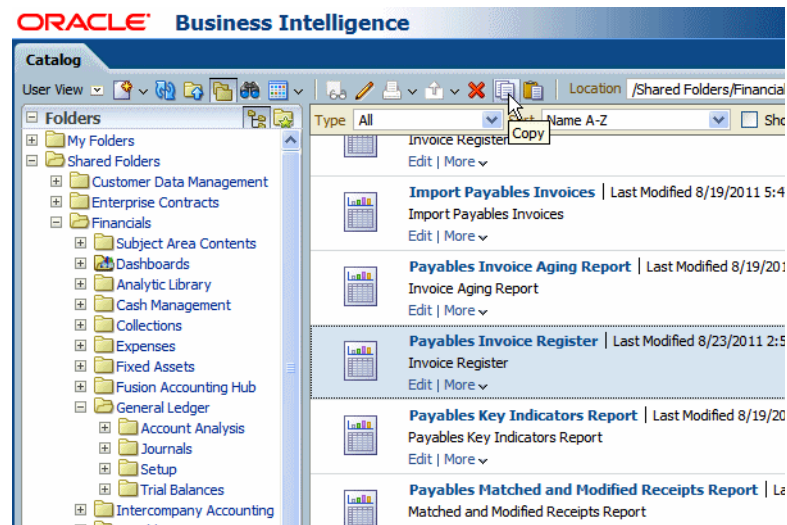 ORACLE Business Intelligence
Catalog
User View
Location /Shared Folders/Financial
Folders
My Folders
Shared Folders
Customer Data Management
Enterprise Contracts
Financials
Subject Area Contents
Dashboards
Analytic Library
Cash Management
Collections
Expenses
Fixed Assets
Fusion Accounting Hub
General Ledger
Account Analysis
Journals
Setup
Trial Balances
Intercompany Accounting
Type All Name A-Z Sho
Copy
Invoice Register
Edit | More
Import Payables Invoices | Last Modified 8/19/2011 5:4
Import Payables Invoices
Edit | More
Payables Invoice Aging Report | Last Modified 8/19/201
Invoice Aging Report
Edit | More
Payables Invoice Register | Last Modified 8/23/2011 2:5
Invoice Register
Edit | More
Payables Key Indicators Report | Last Modified 8/19/20
Payables Key Indicators Report
Edit | More
Payables Matched and Modified Receipts Report | La
Matched and Modified Receipts Report